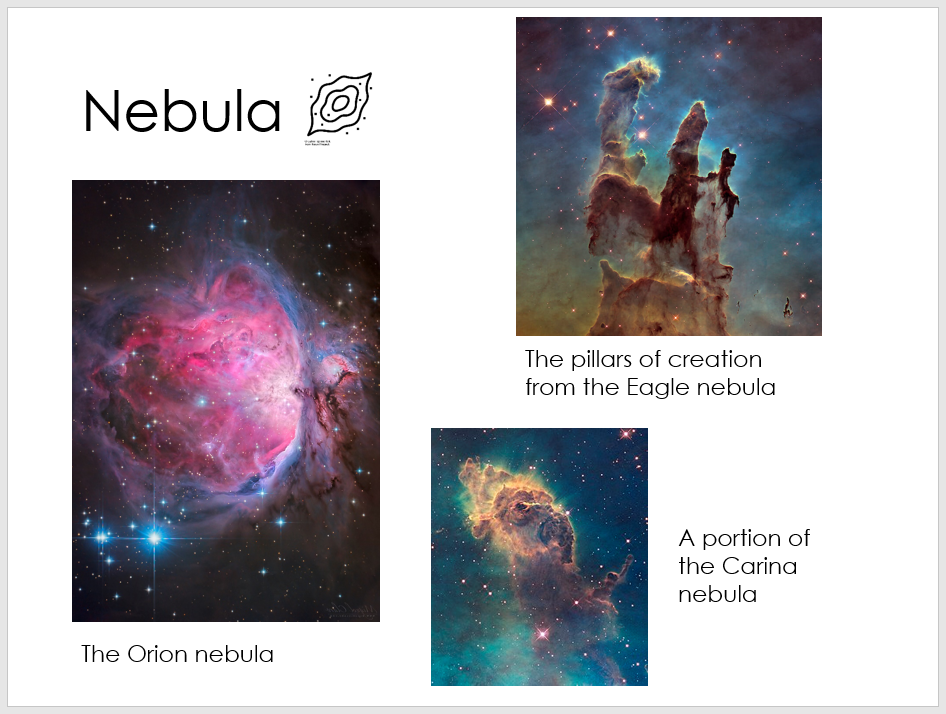 Nebula
The pillars of creation
from the Eagle nebula
A portion of
the Carina
nebula
The Orion nebula